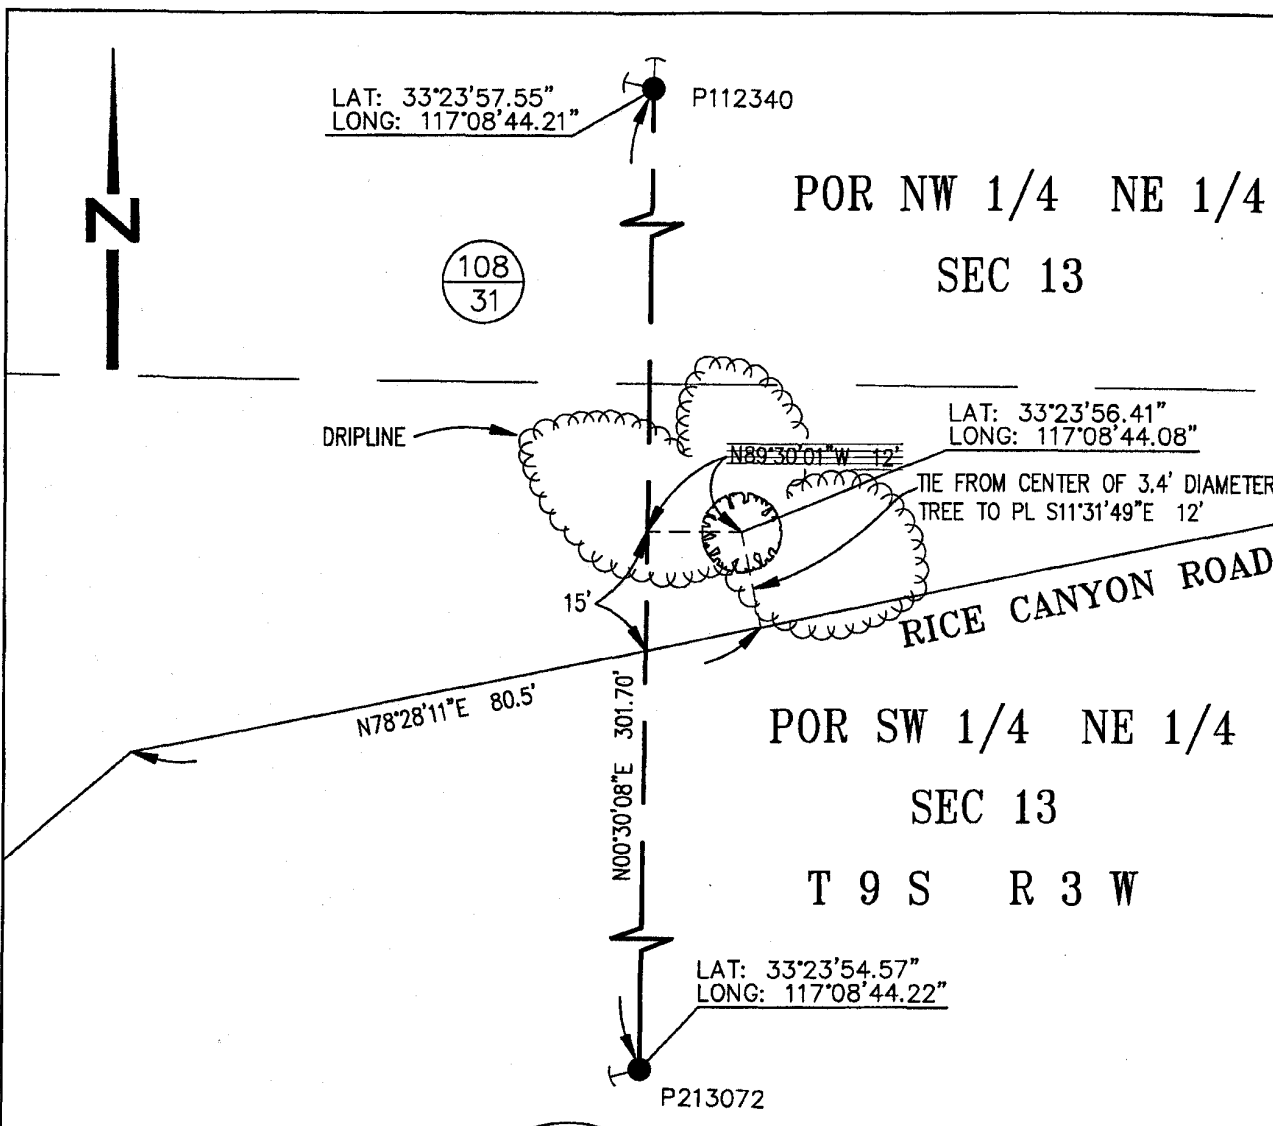 LAT: 33°23'57.55"
LONG: 117°08'44.21"
P112340
N
POR NW 1/4 NE 1/4
SEC 13
108
31
LAT: 33°23'56.41"
LONG: 117°08'44.08"
DRIPLINE
N89°30'01"W 12'
TIE FROM CENTER OF 3.4' DIAMETER
TREE TO PL S11°31'49"E 12'
15'
RICE CANYON ROAD
N78°28'11"E 80.5'
N00°30'08"E 301.70'
POR SW 1/4 NE 1/4
SEC 13
T 9 S R 3 W
LAT: 33°23'54.57"
LONG: 117°08'44.22"
P213072